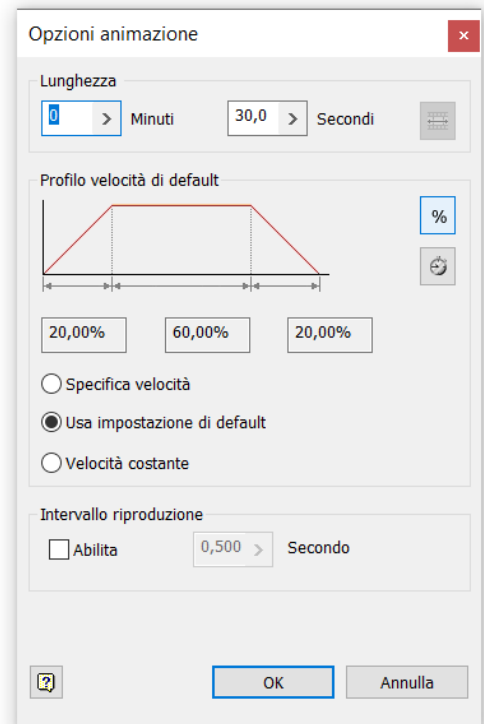 Opzioni animazione
Lunghezza
0 Minuti 30,0 Secondi
Profilo velocità di default
%
20,00% 60,00% 20,00%
Specifica velocità
Usa impostazione di default
Velocità costante
Intervallo riproduzione
Abilita 0,500 Secondo
OK Annulla